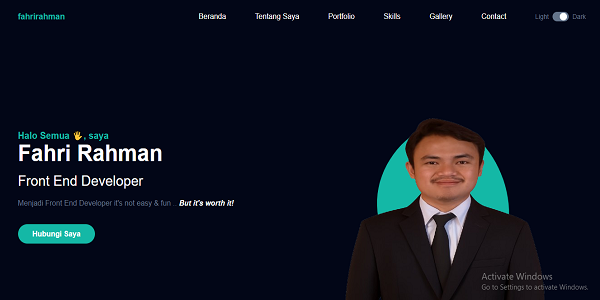 fahrirahman
Beranda Tentang Saya Portfolio Skills Gallery Contact Light Dark
Halo Semua 🖐, saya
Fahri Rahman
Front End Developer
Menjadi Front End Developer it's not easy & fun .. But it's worth it!
Hubungi Saya
Activate Windows
Go to Settings to activate Windows.